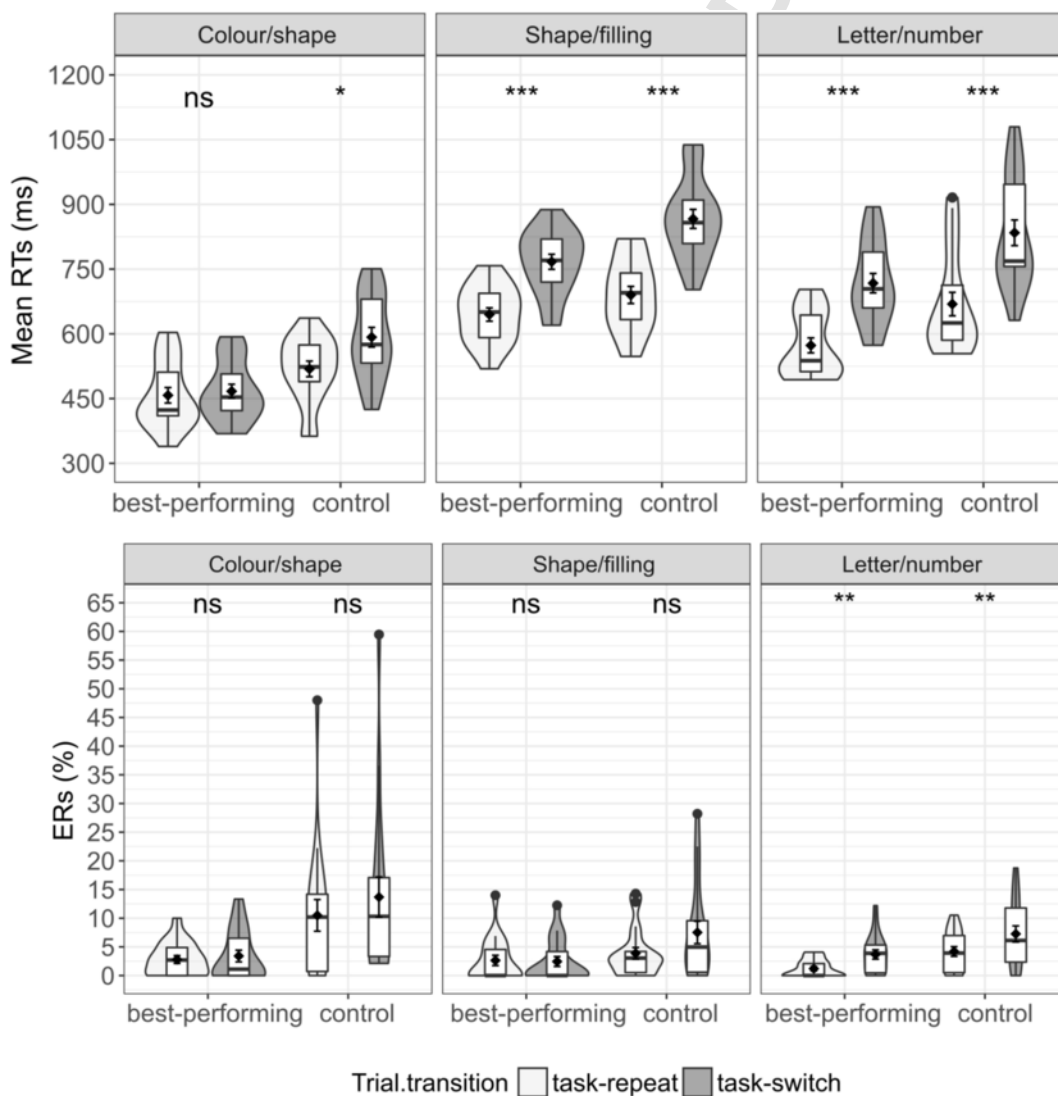 Colour/shape Shape/filling Letter/number
1200
ns * *** *** *** ***
1050
900
750
600
450
300
Mean RTs (ms)
best-performing control best-performing control best-performing control
Colour/shape Shape/filling Letter/number
65
ns ns ns ns ** **
60
55
50
45
40
35
30
25
20
15
10
5
0
ERs (%)
best-performing control best-performing control best-performing control
Trial.transition task-repeat task-switch